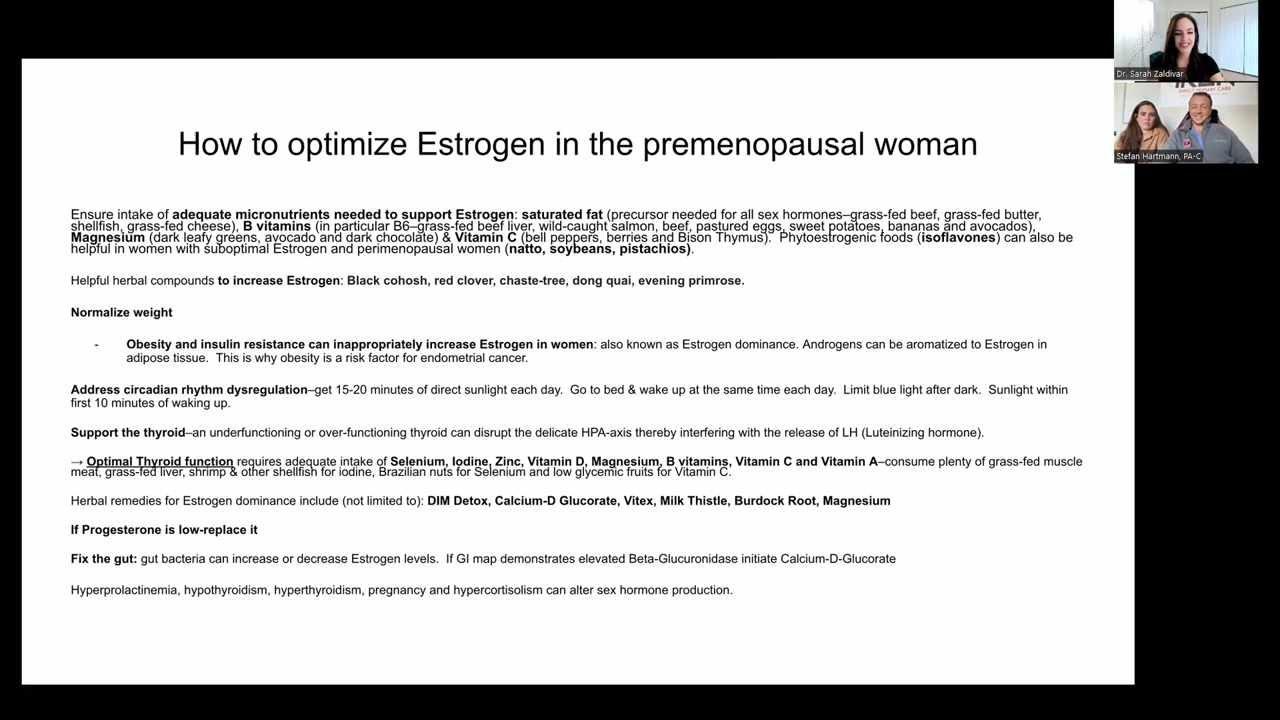 How to optimize Estrogen in the premenopausal woman
Ensure intake of adequate micronutrients needed to support Estrogen: saturated fat (precursor needed for all sex hormones–grass-fed beef, grass-fed butter,
shellfish, grass-fed cheese), B vitamins (in particular B6–grass-fed beef liver, wild-caught salmon, beef, pastured eggs, sweet potatoes, bananas and avocados),
Magnesium (dark leafy greens, avocado and dark chocolate) & Vitamin C (bell peppers, berries and Bison Thymus). Phytoestrogenic foods (isoflavones) can also be
helpful in women with suboptimal Estrogen and perimenopausal women (natto, soybeans, pistachios).
Helpful herbal compounds to increase Estrogen: Black cohosh, red clover, chaste-tree, dong quai, evening primrose.
Normalize weight
- Obesity and insulin resistance can inappropriately increase Estrogen in women: also known as Estrogen dominance. Androgens can be aromatized to Estrogen in
adipose tissue. This is why obesity is a risk factor for endometrial cancer.
Address circadian rhythm dysregulation–get 15-20 minutes of direct sunlight each day. Go to bed & wake up at the same time each day. Limit blue light after dark. Sunlight within
first 10 minutes of waking up.
Support the thyroid–an underfunctioning or over-functioning thyroid can disrupt the delicate HPA-axis thereby interfering with the release of LH (Luteinizing hormone).
→ Optimal Thyroid function requires adequate intake of Selenium, Iodine, Zinc, Vitamin D, Magnesium, B vitamins, Vitamin C and Vitamin A–consume plenty of grass-fed muscle
meat, grass-fed liver, shrimp & other shellfish for iodine, Brazilian nuts for Selenium and low glycemic fruits for Vitamin C.
Herbal remedies for Estrogen dominance include (not limited to): DIM Detox, Calcium-D Glucorate, Vitex, Milk Thistle, Burdock Root, Magnesium
If Progesterone is low-replace it
Fix the gut: gut bacteria can increase or decrease Estrogen levels. If GI map demonstrates elevated Beta-Glucuronidase initiate Calcium-D-Glucorate
Hyperprolactinemia, hypothyroidism, hyperthyroidism, pregnancy and hypercortisolism can alter sex hormone production.
Dr. Sarah Zaldivar
DIRECT PRIMARY CARE
Stefan Hartmann, PA-C